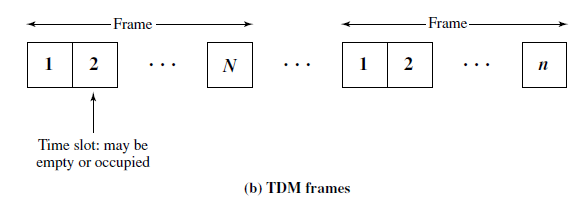 Frame Frame
1 2 · · · N · · · 1 2 · · · n
Time slot: may be
empty or occupied
(b) TDM frames